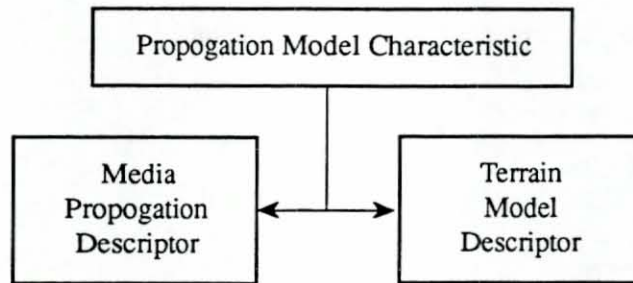 Propogation Model Characteristic
Media
Propogation
Descriptor
Terrain
Model
Descriptor